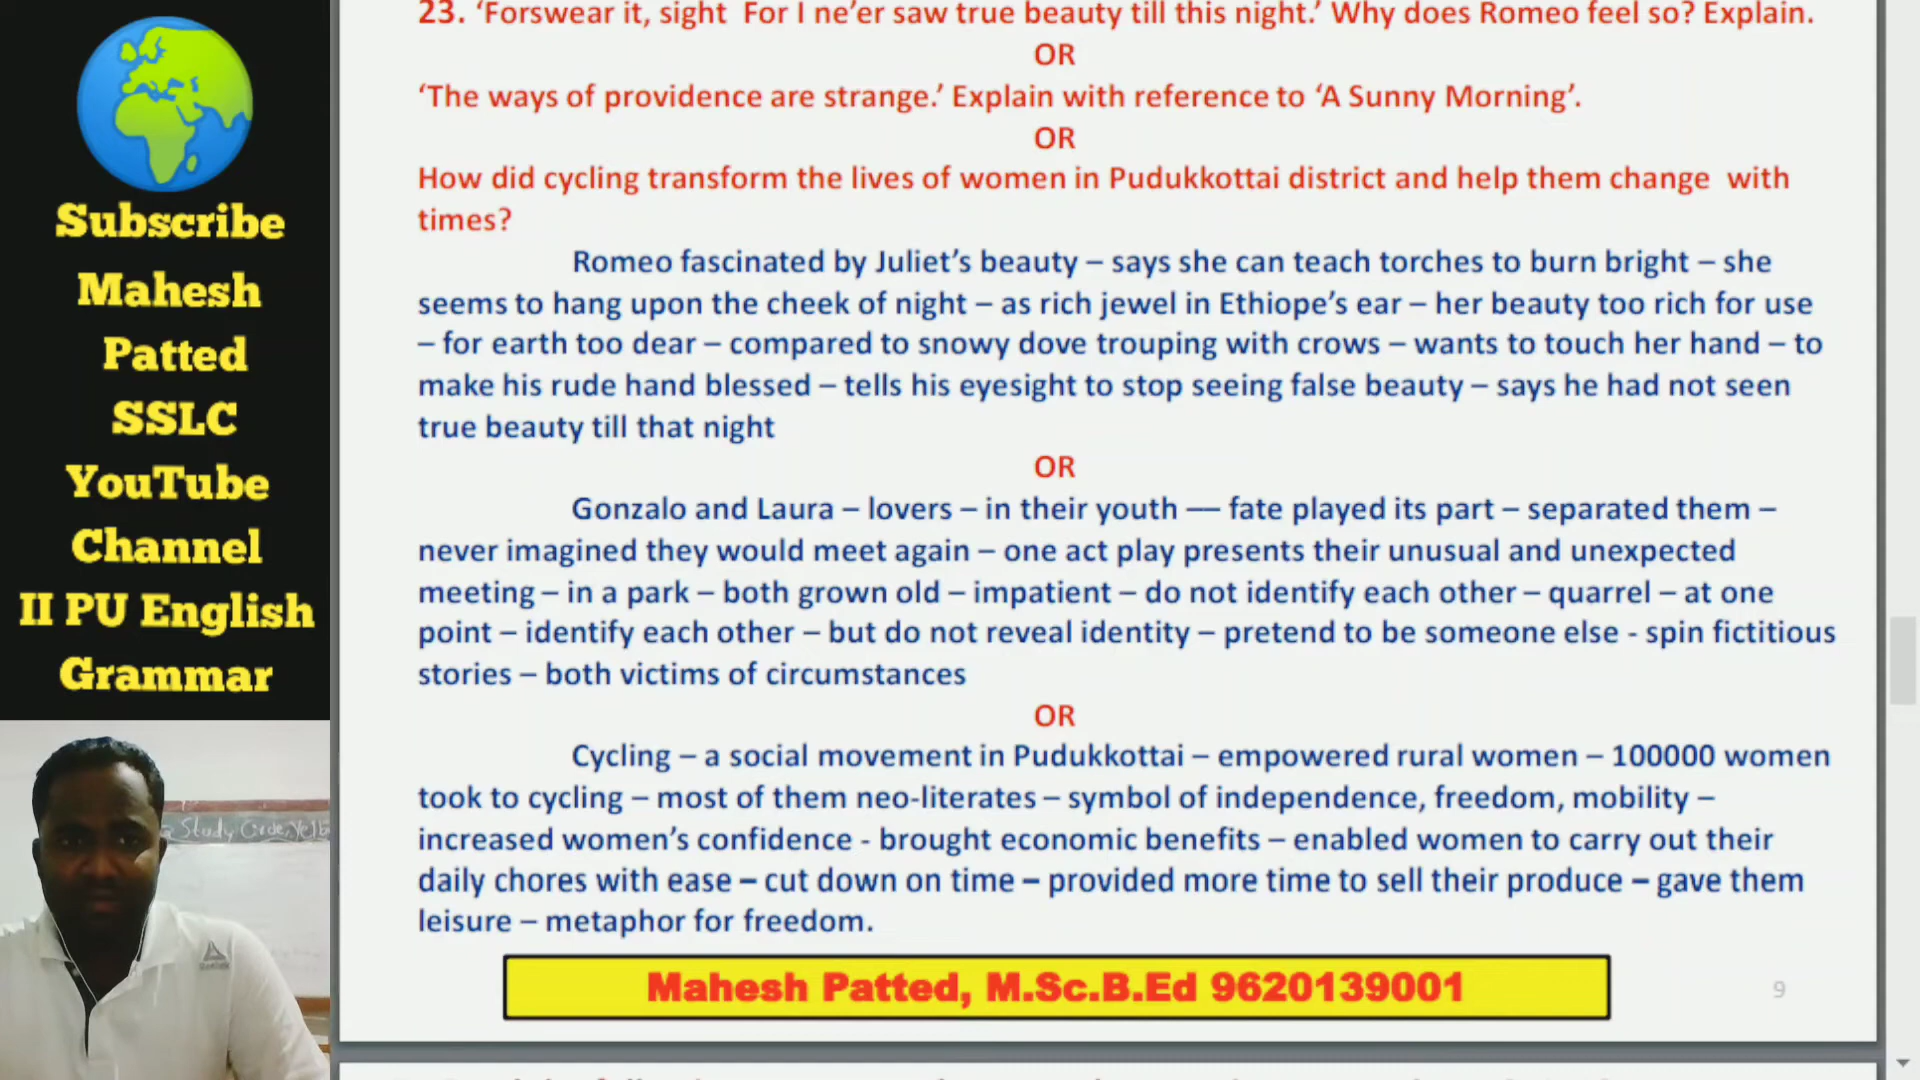 Subscribe
Mahesh
Patted
SSLC
YouTube
Channel
II PU English
Grammar
23. ‘Forswear it, sight For I ne’er saw true beauty till this night.’ Why does Romeo feel so? Explain.
OR
‘The ways of providence are strange.’ Explain with reference to ‘A Sunny Morning’.
OR
How did cycling transform the lives of women in Pudukkottai district and help them change with
times?
Romeo fascinated by Juliet’s beauty – says she can teach torches to burn bright – she
seems to hang upon the cheek of night – as rich jewel in Ethiope’s ear – her beauty too rich for use
– for earth too dear – compared to snowy dove trouping with crows – wants to touch her hand – to
make his rude hand blessed – tells his eyesight to stop seeing false beauty – says he had not seen
true beauty till that night
OR
Gonzalo and Laura – lovers – in their youth –– fate played its part – separated them –
never imagined they would meet again – one act play presents their unusual and unexpected
meeting – in a park – both grown old – impatient – do not identify each other – quarrel – at one
point – identify each other – but do not reveal identity – pretend to be someone else - spin fictitious
stories – both victims of circumstances
OR
Cycling – a social movement in Pudukkottai – empowered rural women – 100000 women
took to cycling – most of them neo-literates – symbol of independence, freedom, mobility –
increased women’s confidence - brought economic benefits – enabled women to carry out their
daily chores with ease – cut down on time – provided more time to sell their produce – gave them
leisure – metaphor for freedom.
Mahesh Patted, M.Sc.B.Ed 9620139001
9
Study Circle,